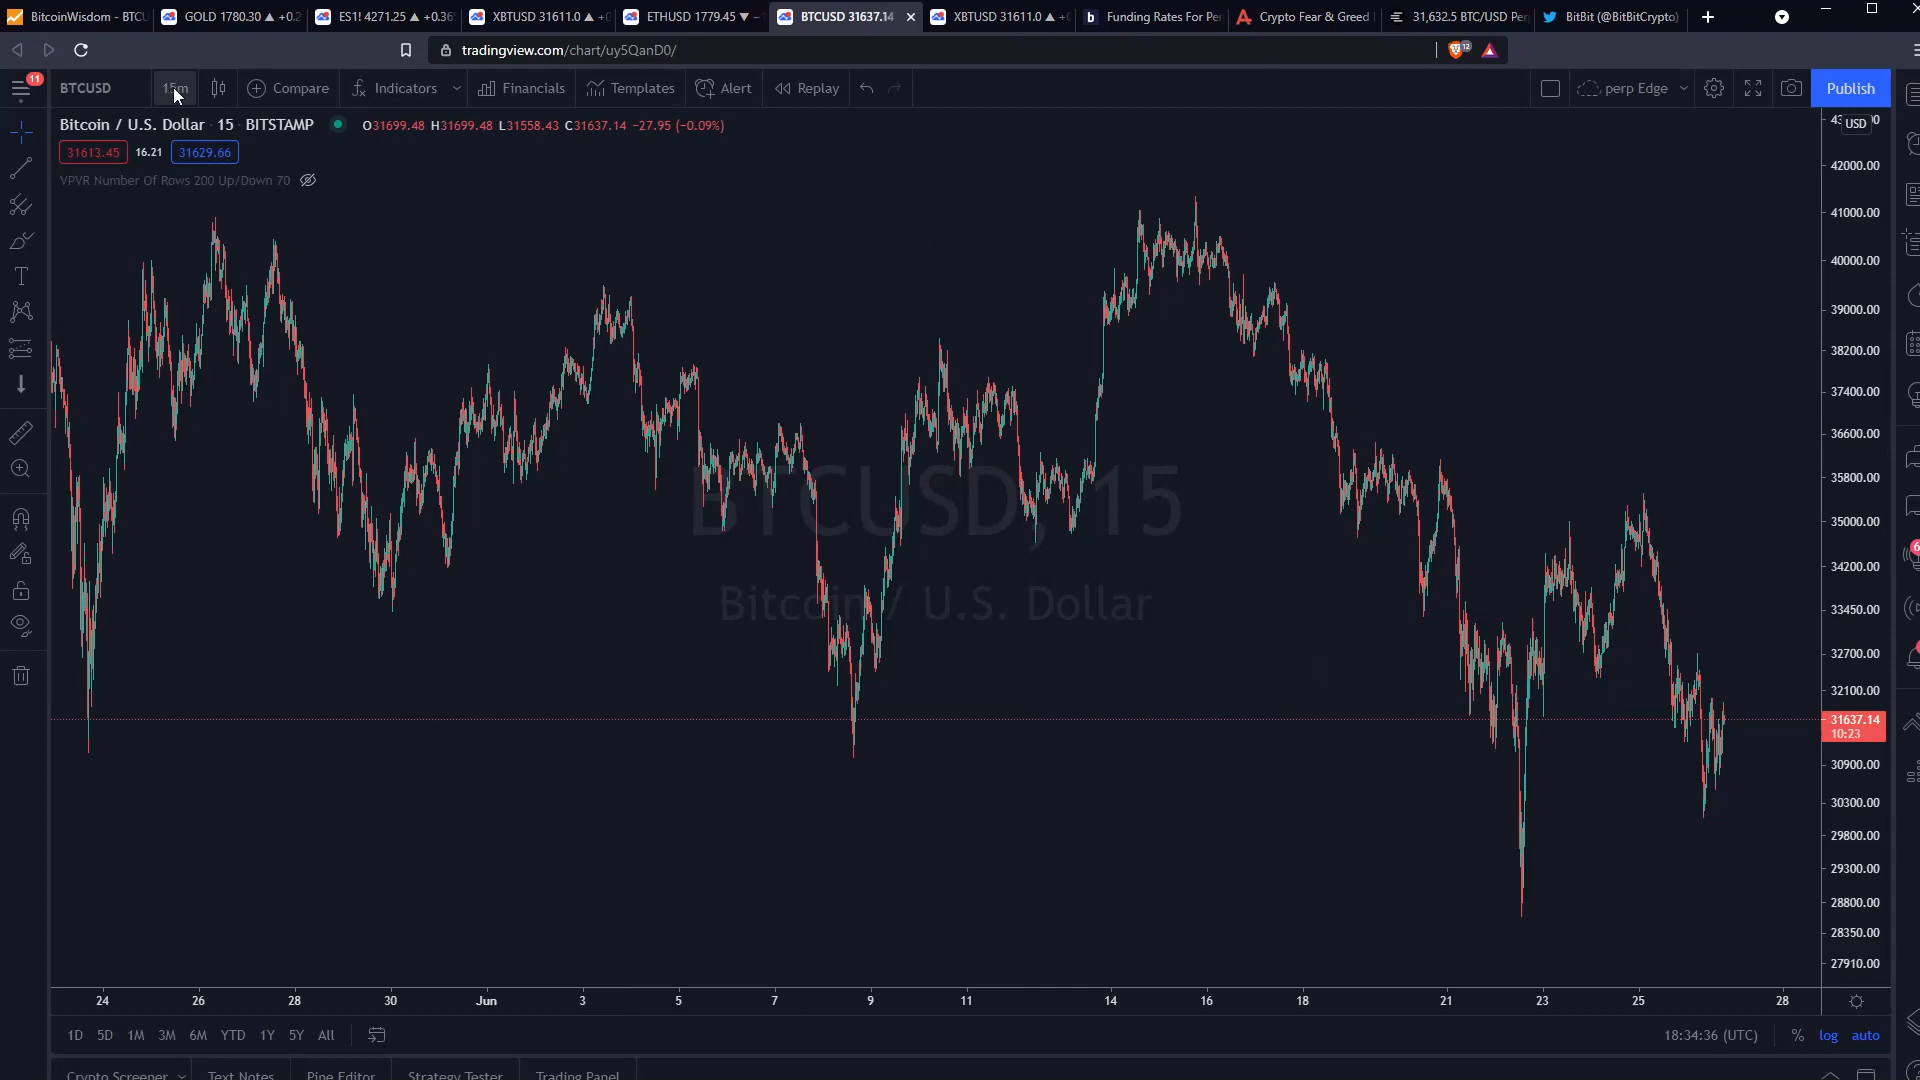 BitcoinWisdom - BTCU
GOLD 1780.30 ▲ +0.2
ES1! 4271.25 ▲ +0.36
XBTUSD 31611.0 ▲ +0
ETHUSD 1779.45 ▼ −
BTCUSD 31637.14
XBTUSD 31611.0 ▲ +0
Funding Rates For Per
Crypto Fear & Greed
31,632.5 BTC/USD Per
BitBit (@BitBitCrypto)
tradingview.com/chart/uy5QanD0/
12
11
BTCUSD
15m
Compare
Indicators
Financials
Templates
Alert
Replay
perp Edge
Publish
Bitcoin / U.S. Dollar · 15 · BITSTAMP
O31699.48 H31699.48 L31558.43 C31637.14 −27.95 (−0.09%)
31613.45 16.21 31629.66
VPVR Number Of Rows 200 Up/Down 70
USD
42000.00
41000.00
40000.00
39000.00
38200.00
37400.00
36600.00
35800.00
35000.00
34200.00
33450.00
32700.00
32100.00
31637.14
10:23
30900.00
30300.00
29800.00
29300.00
28800.00
28350.00
27910.00
BTCUSD, 15
Bitcoin / U.S. Dollar
24 26 28 30 Jun 3 5 7 9 11 14 16 18 21 23 25 28
1D 5D 1M 3M 6M YTD 1Y 5Y All
18:34:36 (UTC) % log auto
Crypto Screener Text Notes Pine Editor Strategy Tester Trading Panel